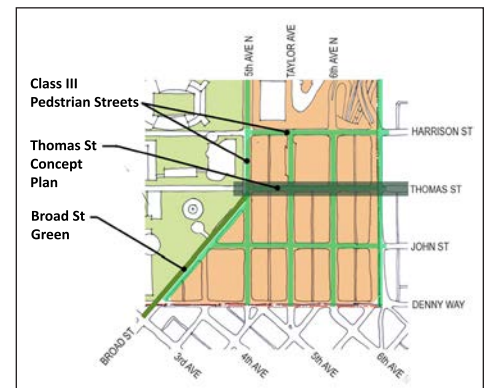 5th AVE N
TAYLOR AVE
6th AVE N
Class III
Pedstrian Streets
HARRISON ST
Thomas St
Concept
Plan
THOMAS ST
Broad St
Green
JOHN ST
DENNY WAY
BROAD ST
3rd AVE
4th AVE
5th AVE
6th AVE